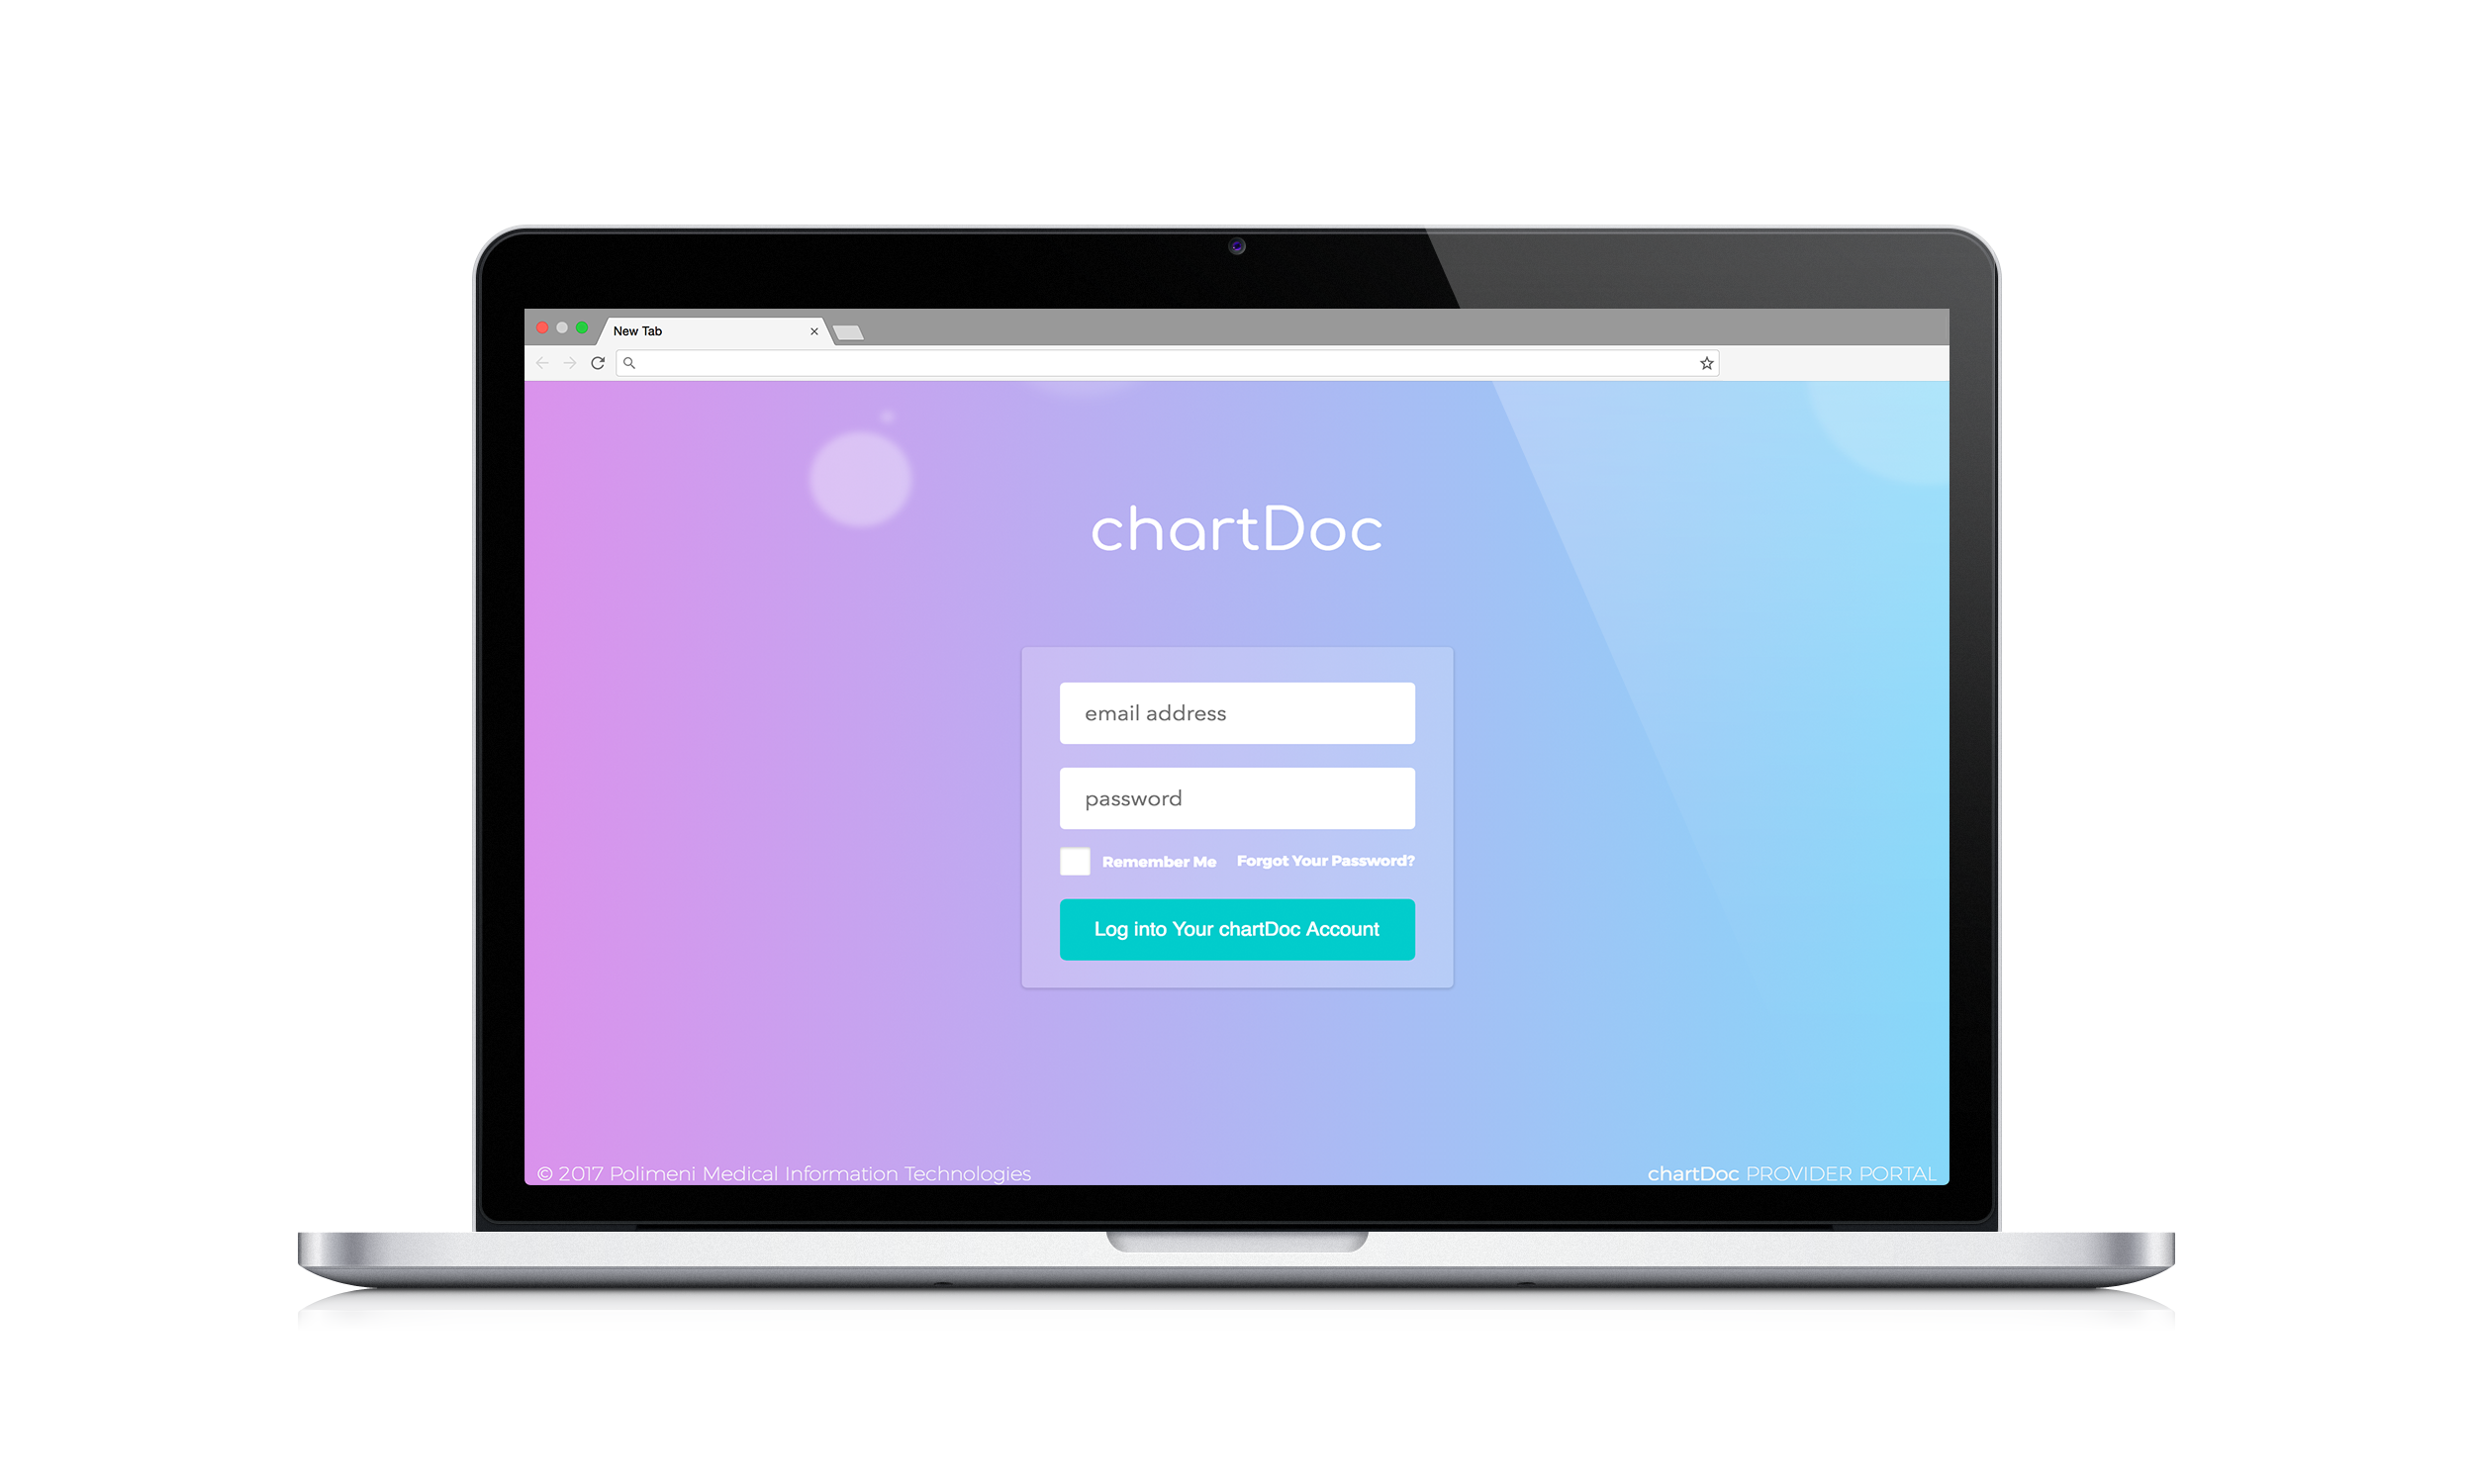 New Tab
chartDoc
email address
password
Remember Me Forgot Your Password?
Log into Your chartDoc Account
© 2017 Polimeni Medical Information Technologies
chartDoc PROVIDER PORTAL